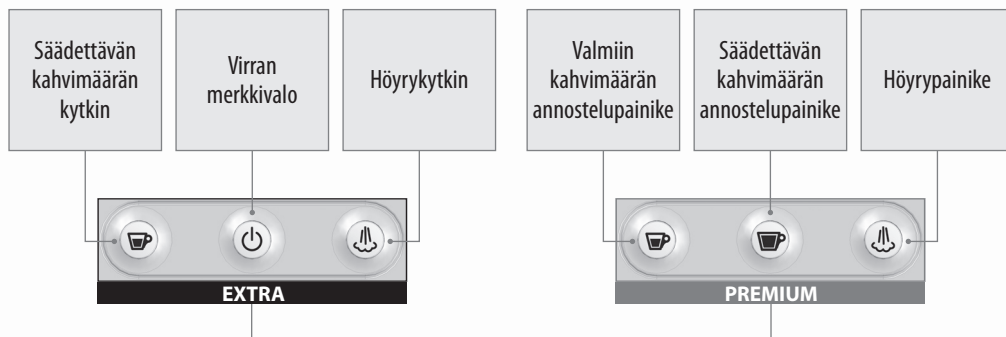 Säädettävän
kahvimäärän
kytkin
Virran
merkkivalo
Höyrykytkin
Valmiin
kahvimäärän
annostelupainike
Säädettävän
kahvimäärän
annostelupainike
Höyrypainike
EXTRA
PREMIUM